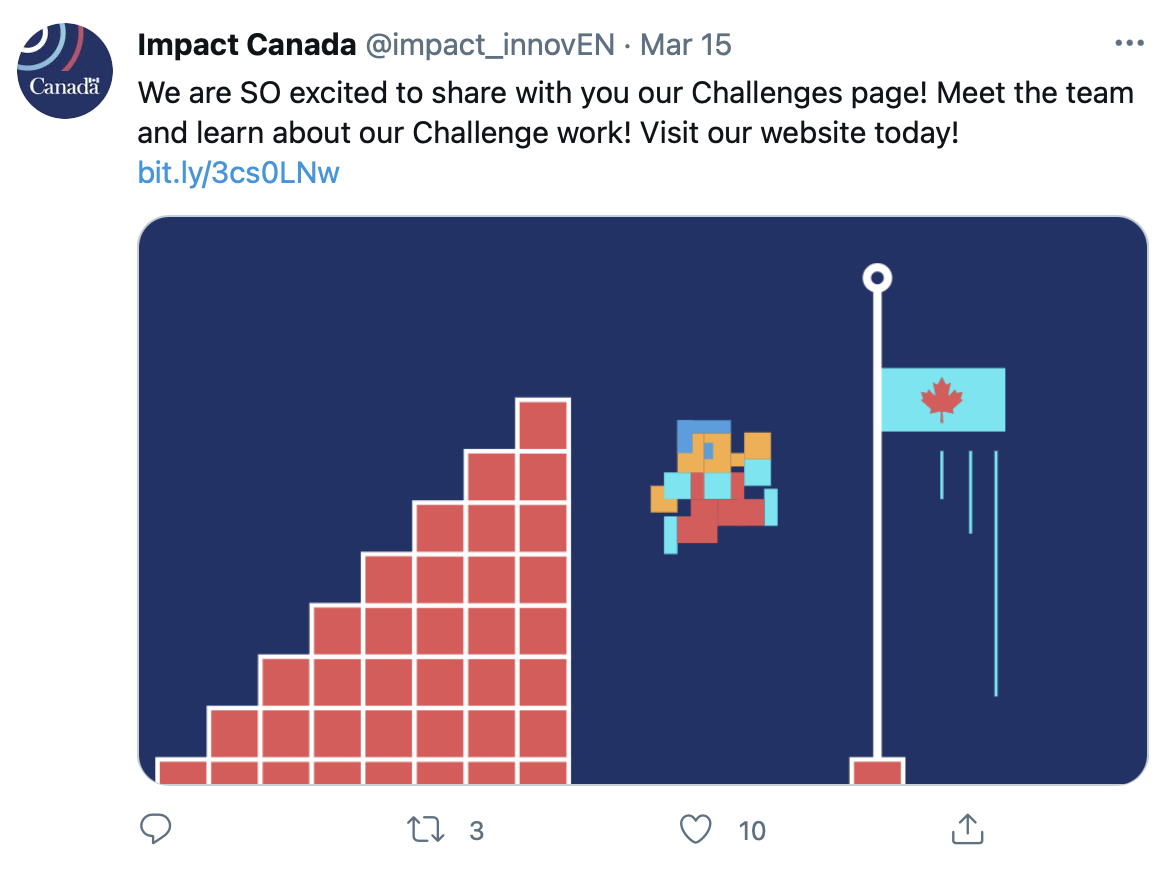 Canada
Impact Canada @impact_innovEN · Mar 15
We are SO excited to share with you our Challenges page! Meet the team
and learn about our Challenge work! Visit our website today!
bit.ly/3cs0LNw
3
10